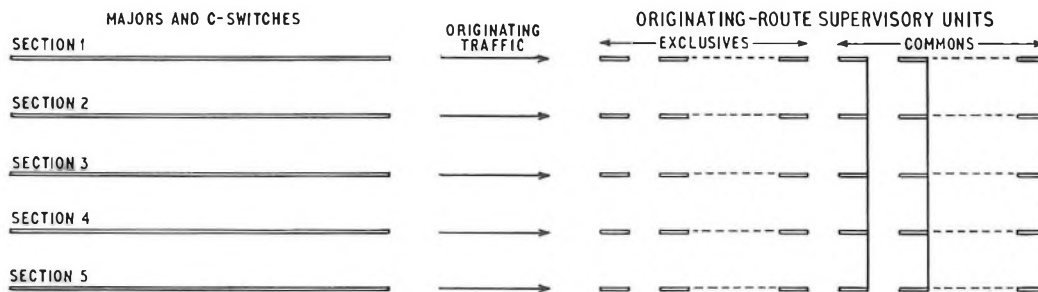 MAJORS AND C-SWITCHES
ORIGINATING TRAFFIC
ORIGINATING-ROUTE SUPERVISORY UNITS
EXCLUSIVES
COMMONS
SECTION 1
SECTION 2
SECTION 3
SECTION 4
SECTION 5